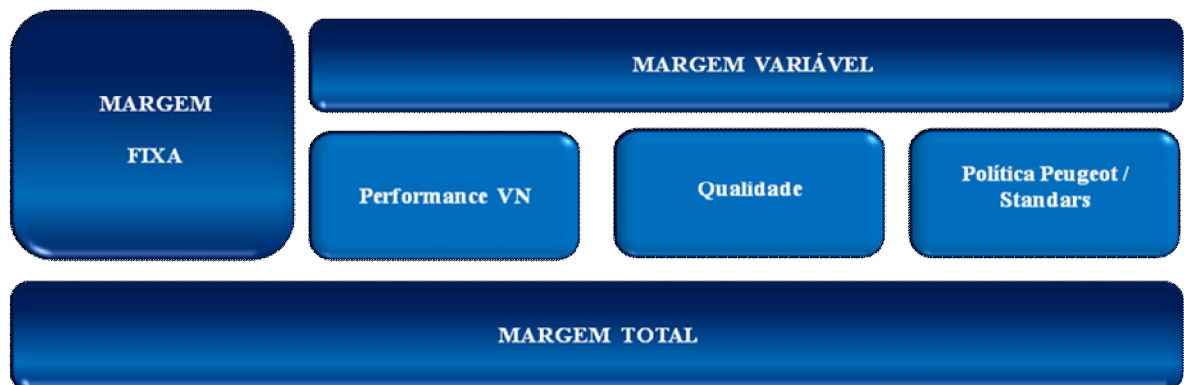 MARGEM
FIXA
MARGEM VARIÁVEL
Performance VN
Qualidade
Política Peugeot /
Standars
MARGEM TOTAL